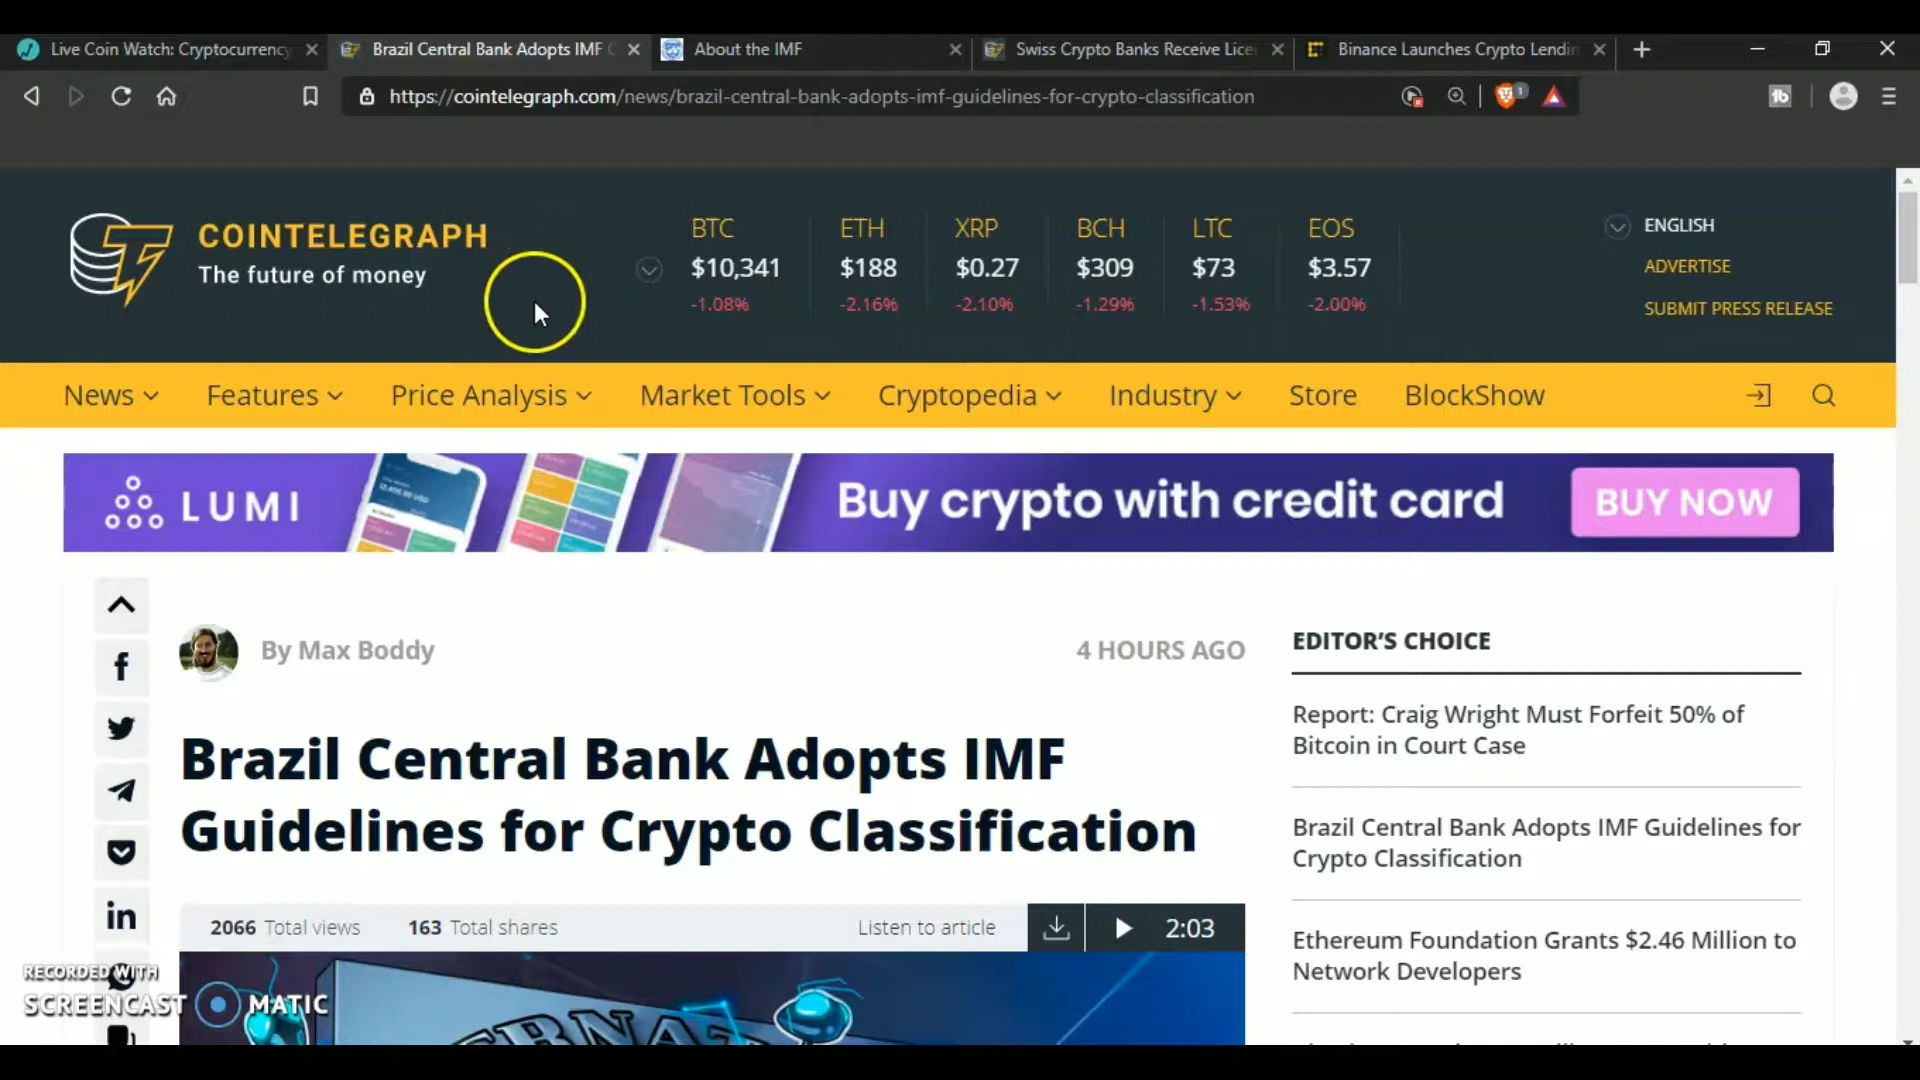 Live Coin Watch: Cryptocurrency
Brazil Central Bank Adopts IMF
About the IMF
Swiss Crypto Banks Receive Lice
Binance Launches Crypto Lendin
https://cointelegraph.com/news/brazil-central-bank-adopts-imf-guidelines-for-crypto-classification
1
tb
COINTELEGRAPH
The future of money
BTC ETH XRP BCH LTC EOS
$10,341 $188 $0.27 $309 $73 $3.57
-1.08% -2.16% -2.10% -1.29% -1.53% -2.00%
ENGLISH
ADVERTISE
SUBMIT PRESS RELEASE
News Features Price Analysis Market Tools Cryptopedia Industry Store BlockShow
LUMI Buy crypto with credit card BUY NOW
By Max Boddy 4 HOURS AGO
Brazil Central Bank Adopts IMF
Guidelines for Crypto Classification
2066 Total views 163 Total shares Listen to article 2:03
EDITOR'S CHOICE
Report: Craig Wright Must Forfeit 50% of
Bitcoin in Court Case
Brazil Central Bank Adopts IMF Guidelines for
Crypto Classification
Ethereum Foundation Grants $2.46 Million to
Network Developers
RECORDED WITH
SCREENCAST MATIC